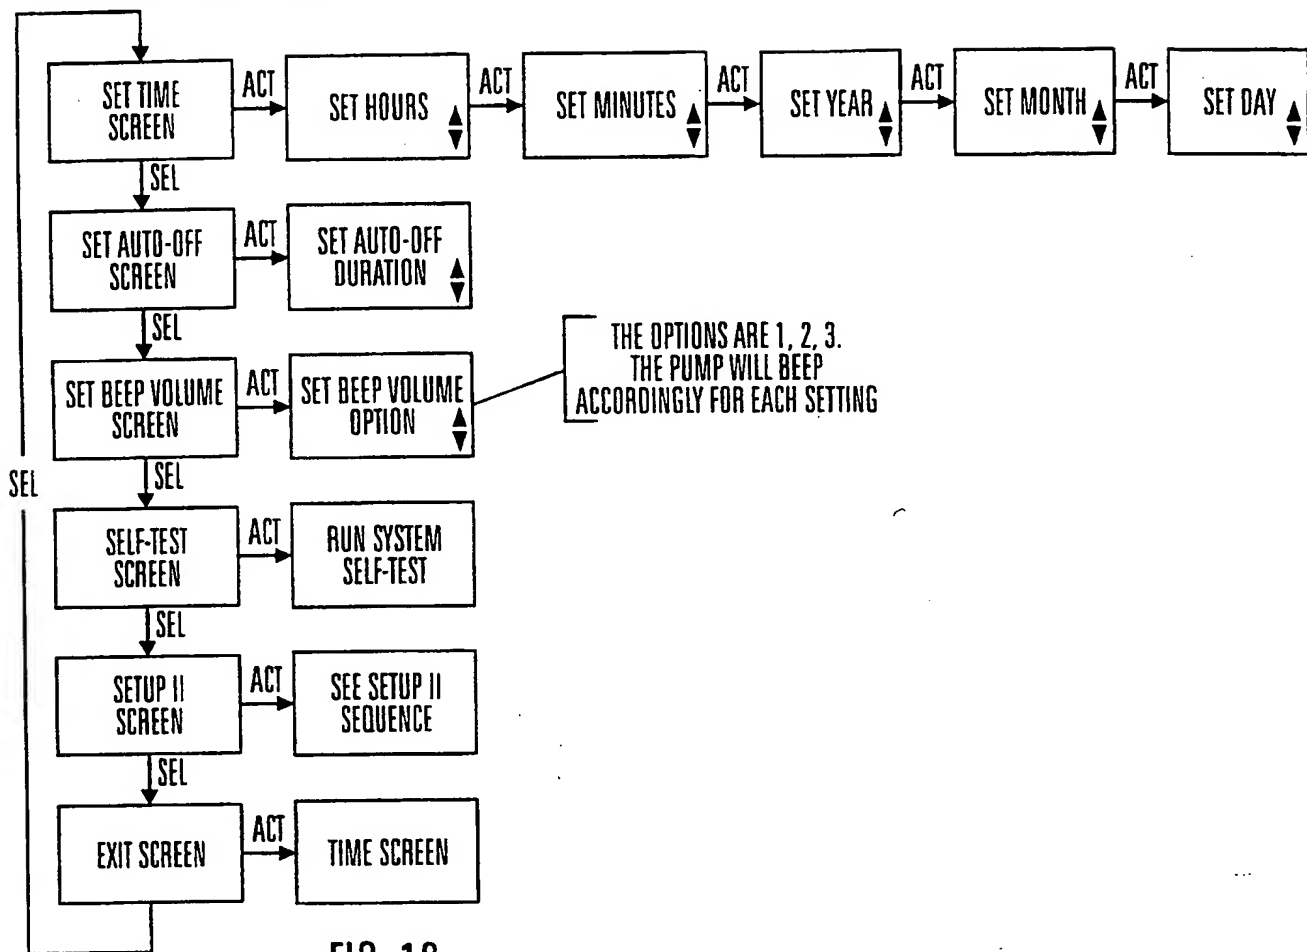 SET TIME
SCREEN
ACT
SET HOURS
ACT
SET MINUTES
ACT
SET YEAR
ACT
SET MONTH
ACT
SET DAY
SEL
SET AUTO-OFF
SCREEN
ACT
SET AUTO-OFF
DURATION
SEL
SET BEEP VOLUME
SCREEN
ACT
SET BEEP VOLUME
OPTION
THE OPTIONS ARE 1, 2, 3.
THE PUMP WILL BEEP
ACCORDINGLY FOR EACH SETTING
SEL
SEL
SELF-TEST
SCREEN
ACT
RUN SYSTEM
SELF-TEST
SEL
SETUP II
SCREEN
ACT
SEE SETUP II
SEQUENCE
SEL
EXIT SCREEN
ACT
TIME SCREEN